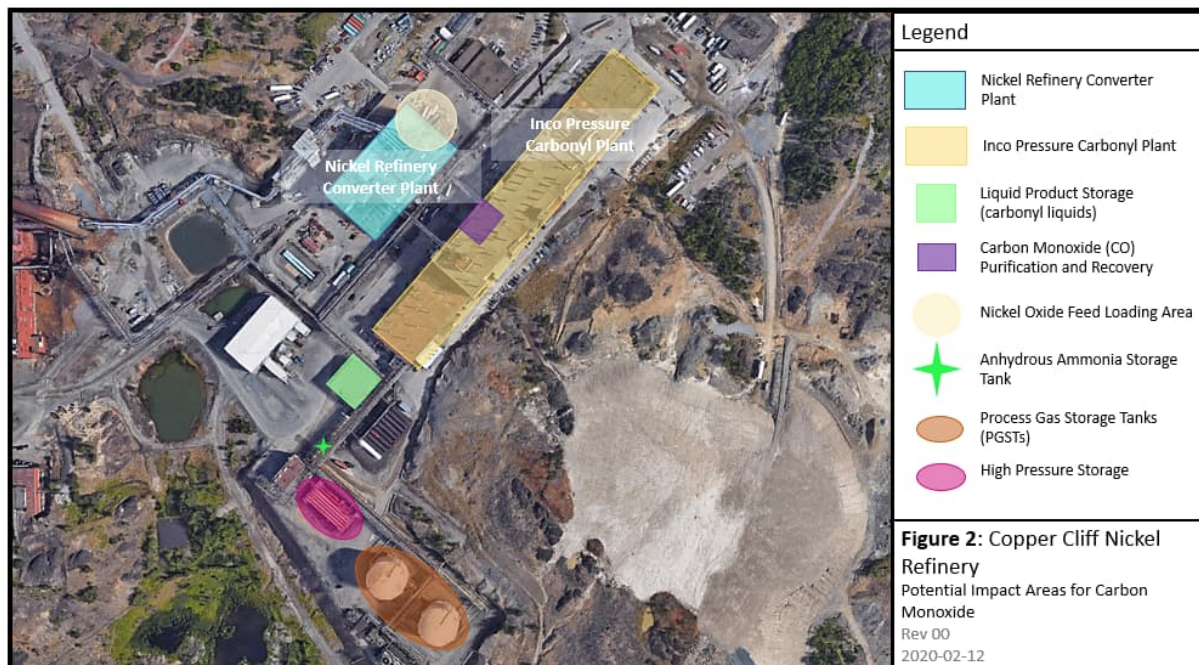 Inco Pressure
Carbonyl Plant
Nickel Refinery
Converter Plant
Legend
Nickel Refinery Converter
Plant
Inco Pressure Carbonyl Plant
Liquid Product Storage
(carbonyl liquids)
Carbon Monoxide (CO)
Purification and Recovery
Nickel Oxide Feed Loading Area
Anhydrous Ammonia Storage
Tank
Process Gas Storage Tanks
(PGSTs)
High Pressure Storage
Figure 2: Copper Cliff Nickel
Refinery
Potential Impact Areas for Carbon
Monoxide
Rev 00
2020-02-12